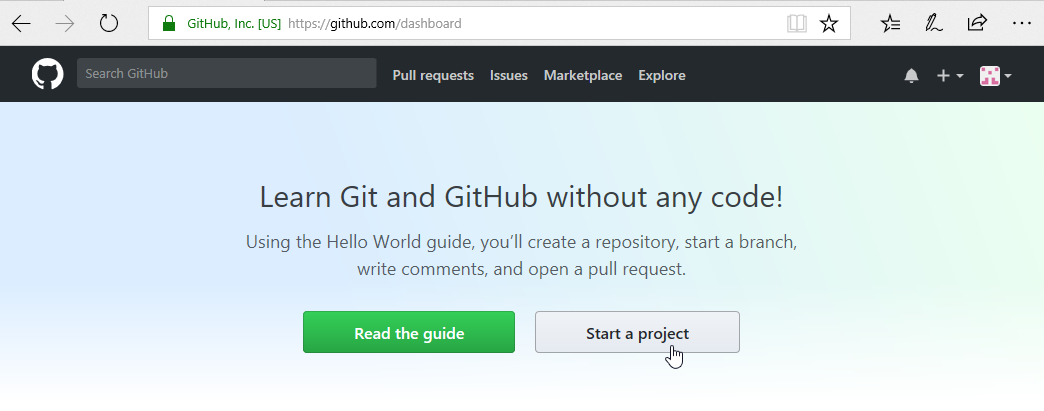 GitHub, Inc. [US] https://github.com/dashboard
Search GitHub Pull requests Issues Marketplace Explore
Learn Git and GitHub without any code!
Using the Hello World guide, you’ll create a repository, start a branch,
write comments, and open a pull request.
Read the guide Start a project